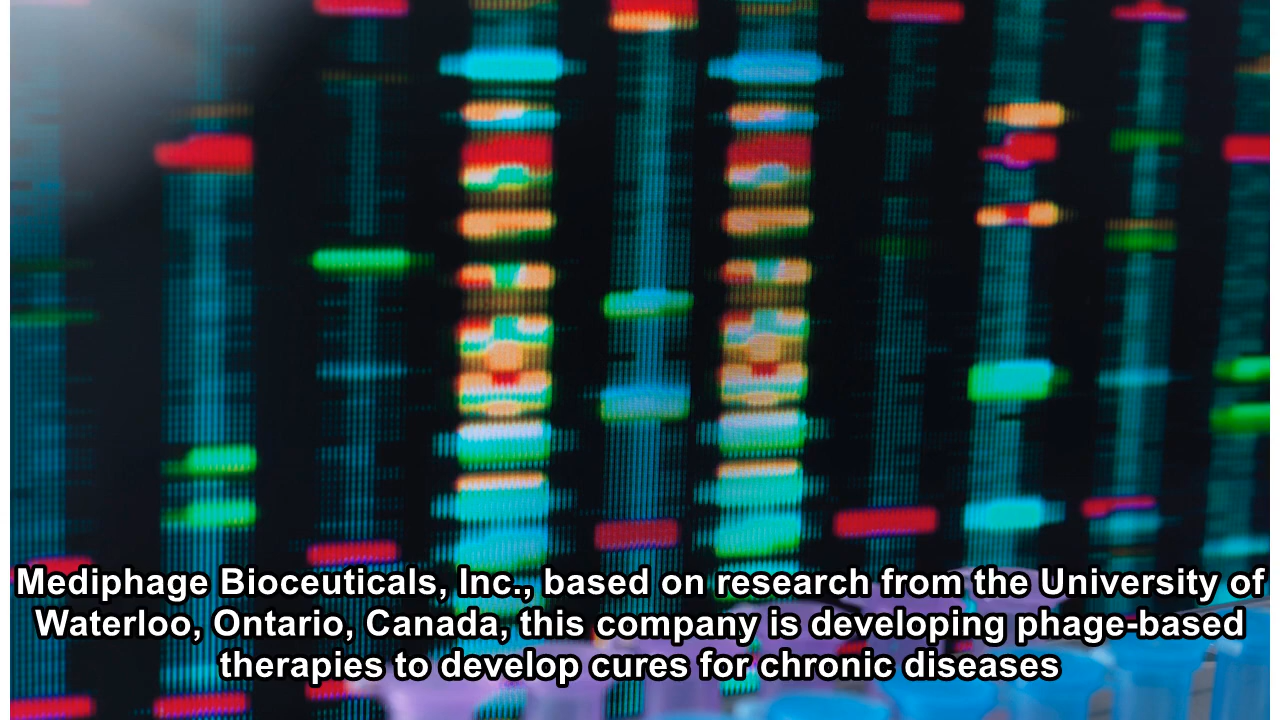 Mediphage Bioceuticals, Inc., based on research from the University of
Waterloo, Ontario, Canada, this company is developing phage-based
therapies to develop cures for chronic diseases